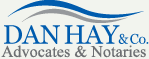 DAN HAY & Co.
Advocates & Notaries